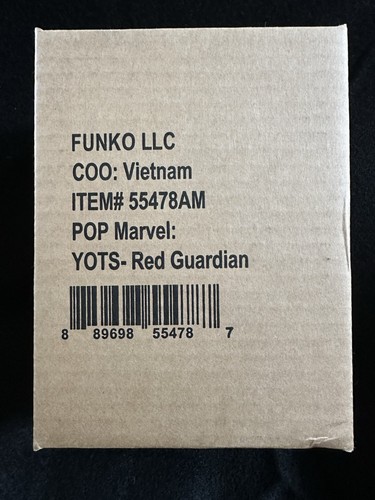 FUNKO LLC
COO: Vietnam
ITEM# 55478AM
POP Marvel:
YOTS- Red Guardian
8 89698 55478 7